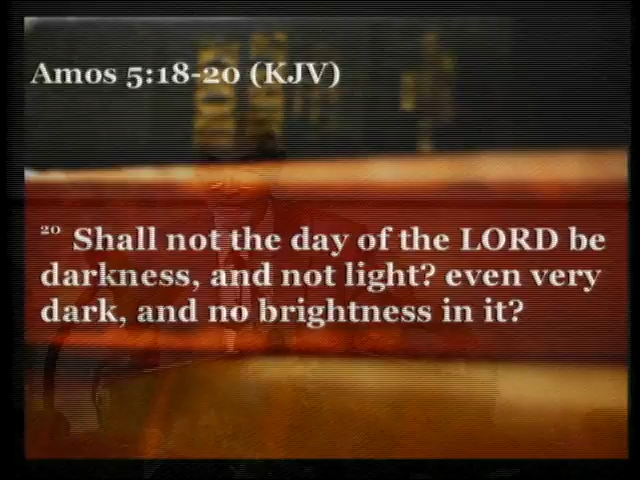 Amos 5:18-20 (KJV)
20 Shall not the day of the LORD be
darkness, and not light? even very
dark, and no brightness in it?